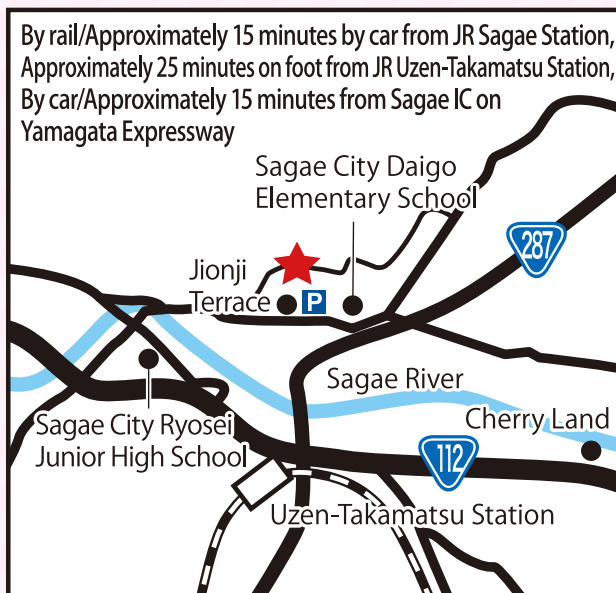 By rail/Approximately 15 minutes by car from JR Sagae Station,
Approximately 25 minutes on foot from JR Uzen-Takamatsu Station,
By car/Approximately 15 minutes from Sagae IC on
Yamagata Expressway
Sagae City Daigo
Elementary School
287
Jionji
Terrace
P
Sagae River
Cherry Land
Sagae City Ryosei
Junior High School
112
Uzen-Takamatsu Station